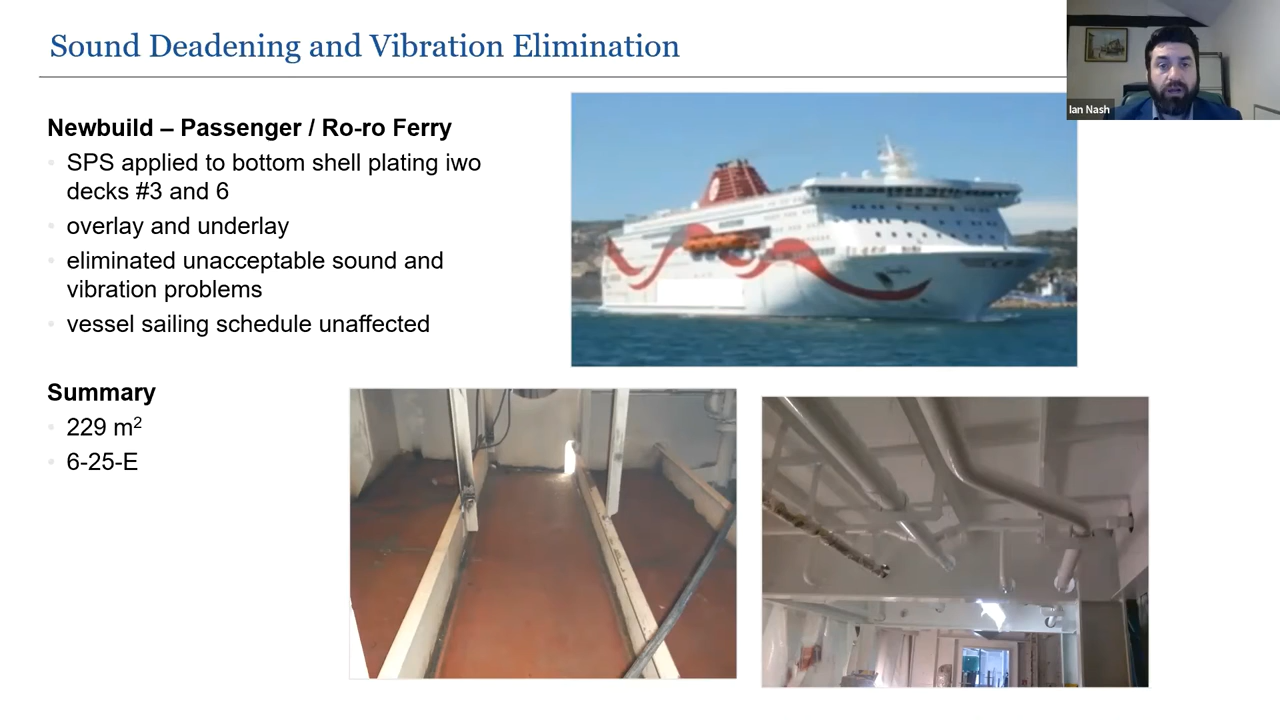 Sound Deadening and Vibration Elimination
Ian Nash
Newbuild – Passenger / Ro-ro Ferry
SPS applied to bottom shell plating iwo
decks #3 and 6
overlay and underlay
eliminated unacceptable sound and
vibration problems
vessel sailing schedule unaffected
Summary
229 m²
6-25-E